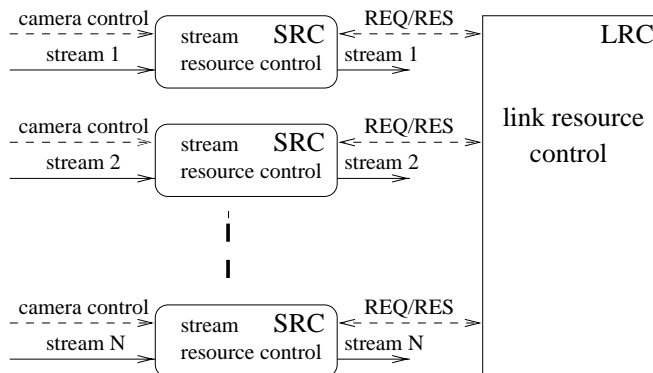 camera control
stream 1
stream SRC
resource control
REQ/RES
stream 1
LRC
camera control
stream 2
stream SRC
resource control
REQ/RES
stream 2
link resource
control
camera control
stream N
stream SRC
resource control
REQ/RES
stream N